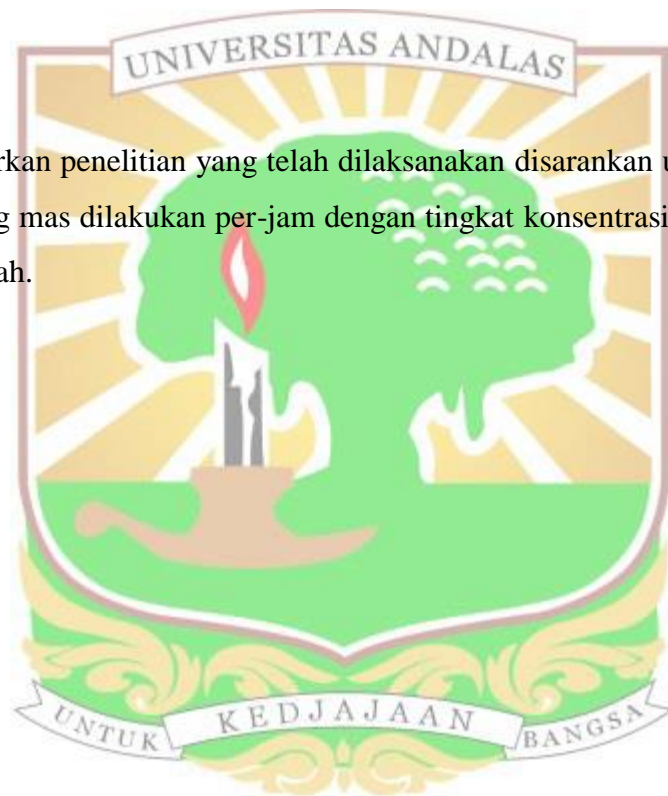 UNIVERSITAS ANDALAS
rkan penelitian yang telah dilaksanakan disarankan u
g mas dilakukan per-jam dengan tingkat konsentrasi
ah.
UNTUK KEDJAJAAN BANGSA